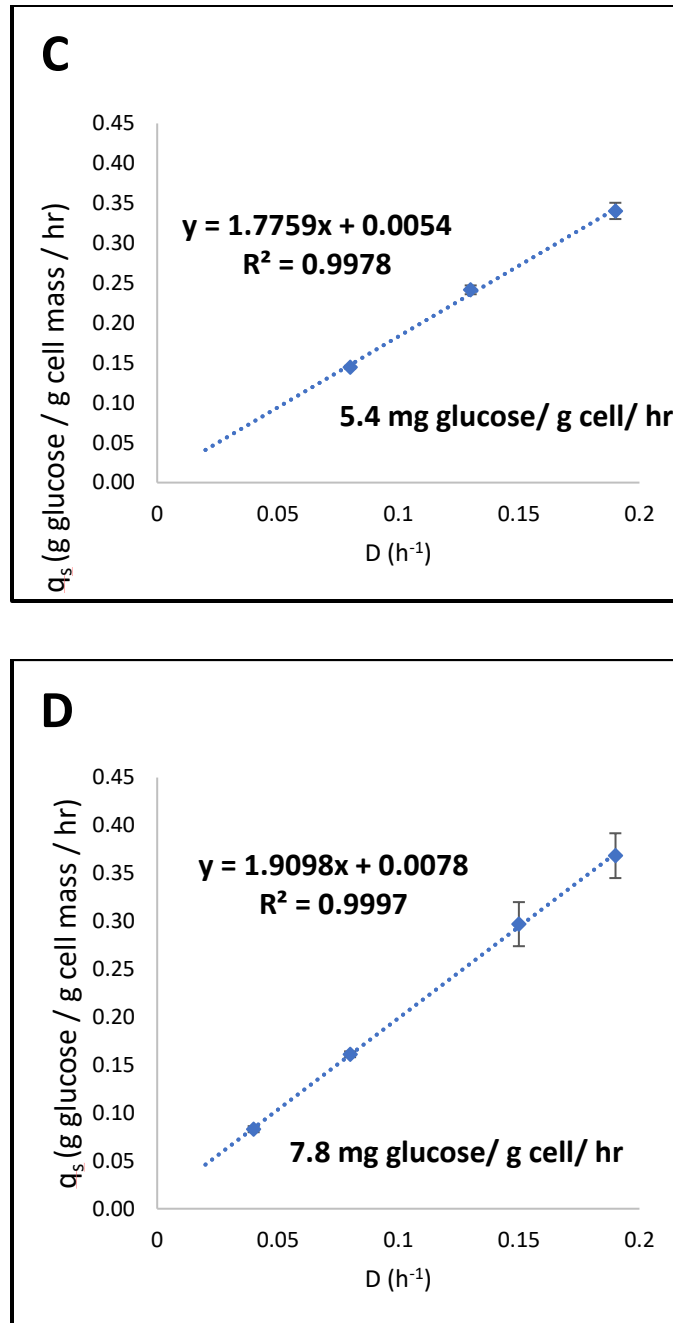 C
q_s (g glucose / g cell mass / hr)
0.45
0.40
0.35
0.30
0.25
0.20
0.15
0.10
0.05
0.00
y = 1.7759x + 0.0054
R² = 0.9978
5.4 mg glucose/ g cell/ hr
0 0.05 0.1 0.15 0.2
D (h⁻¹)
D
q_s (g glucose / g cell mass / hr)
0.45
0.40
0.35
0.30
0.25
0.20
0.15
0.10
0.05
0.00
y = 1.9098x + 0.0078
R² = 0.9997
7.8 mg glucose/ g cell/ hr
0 0.05 0.1 0.15 0.2
D (h⁻¹)